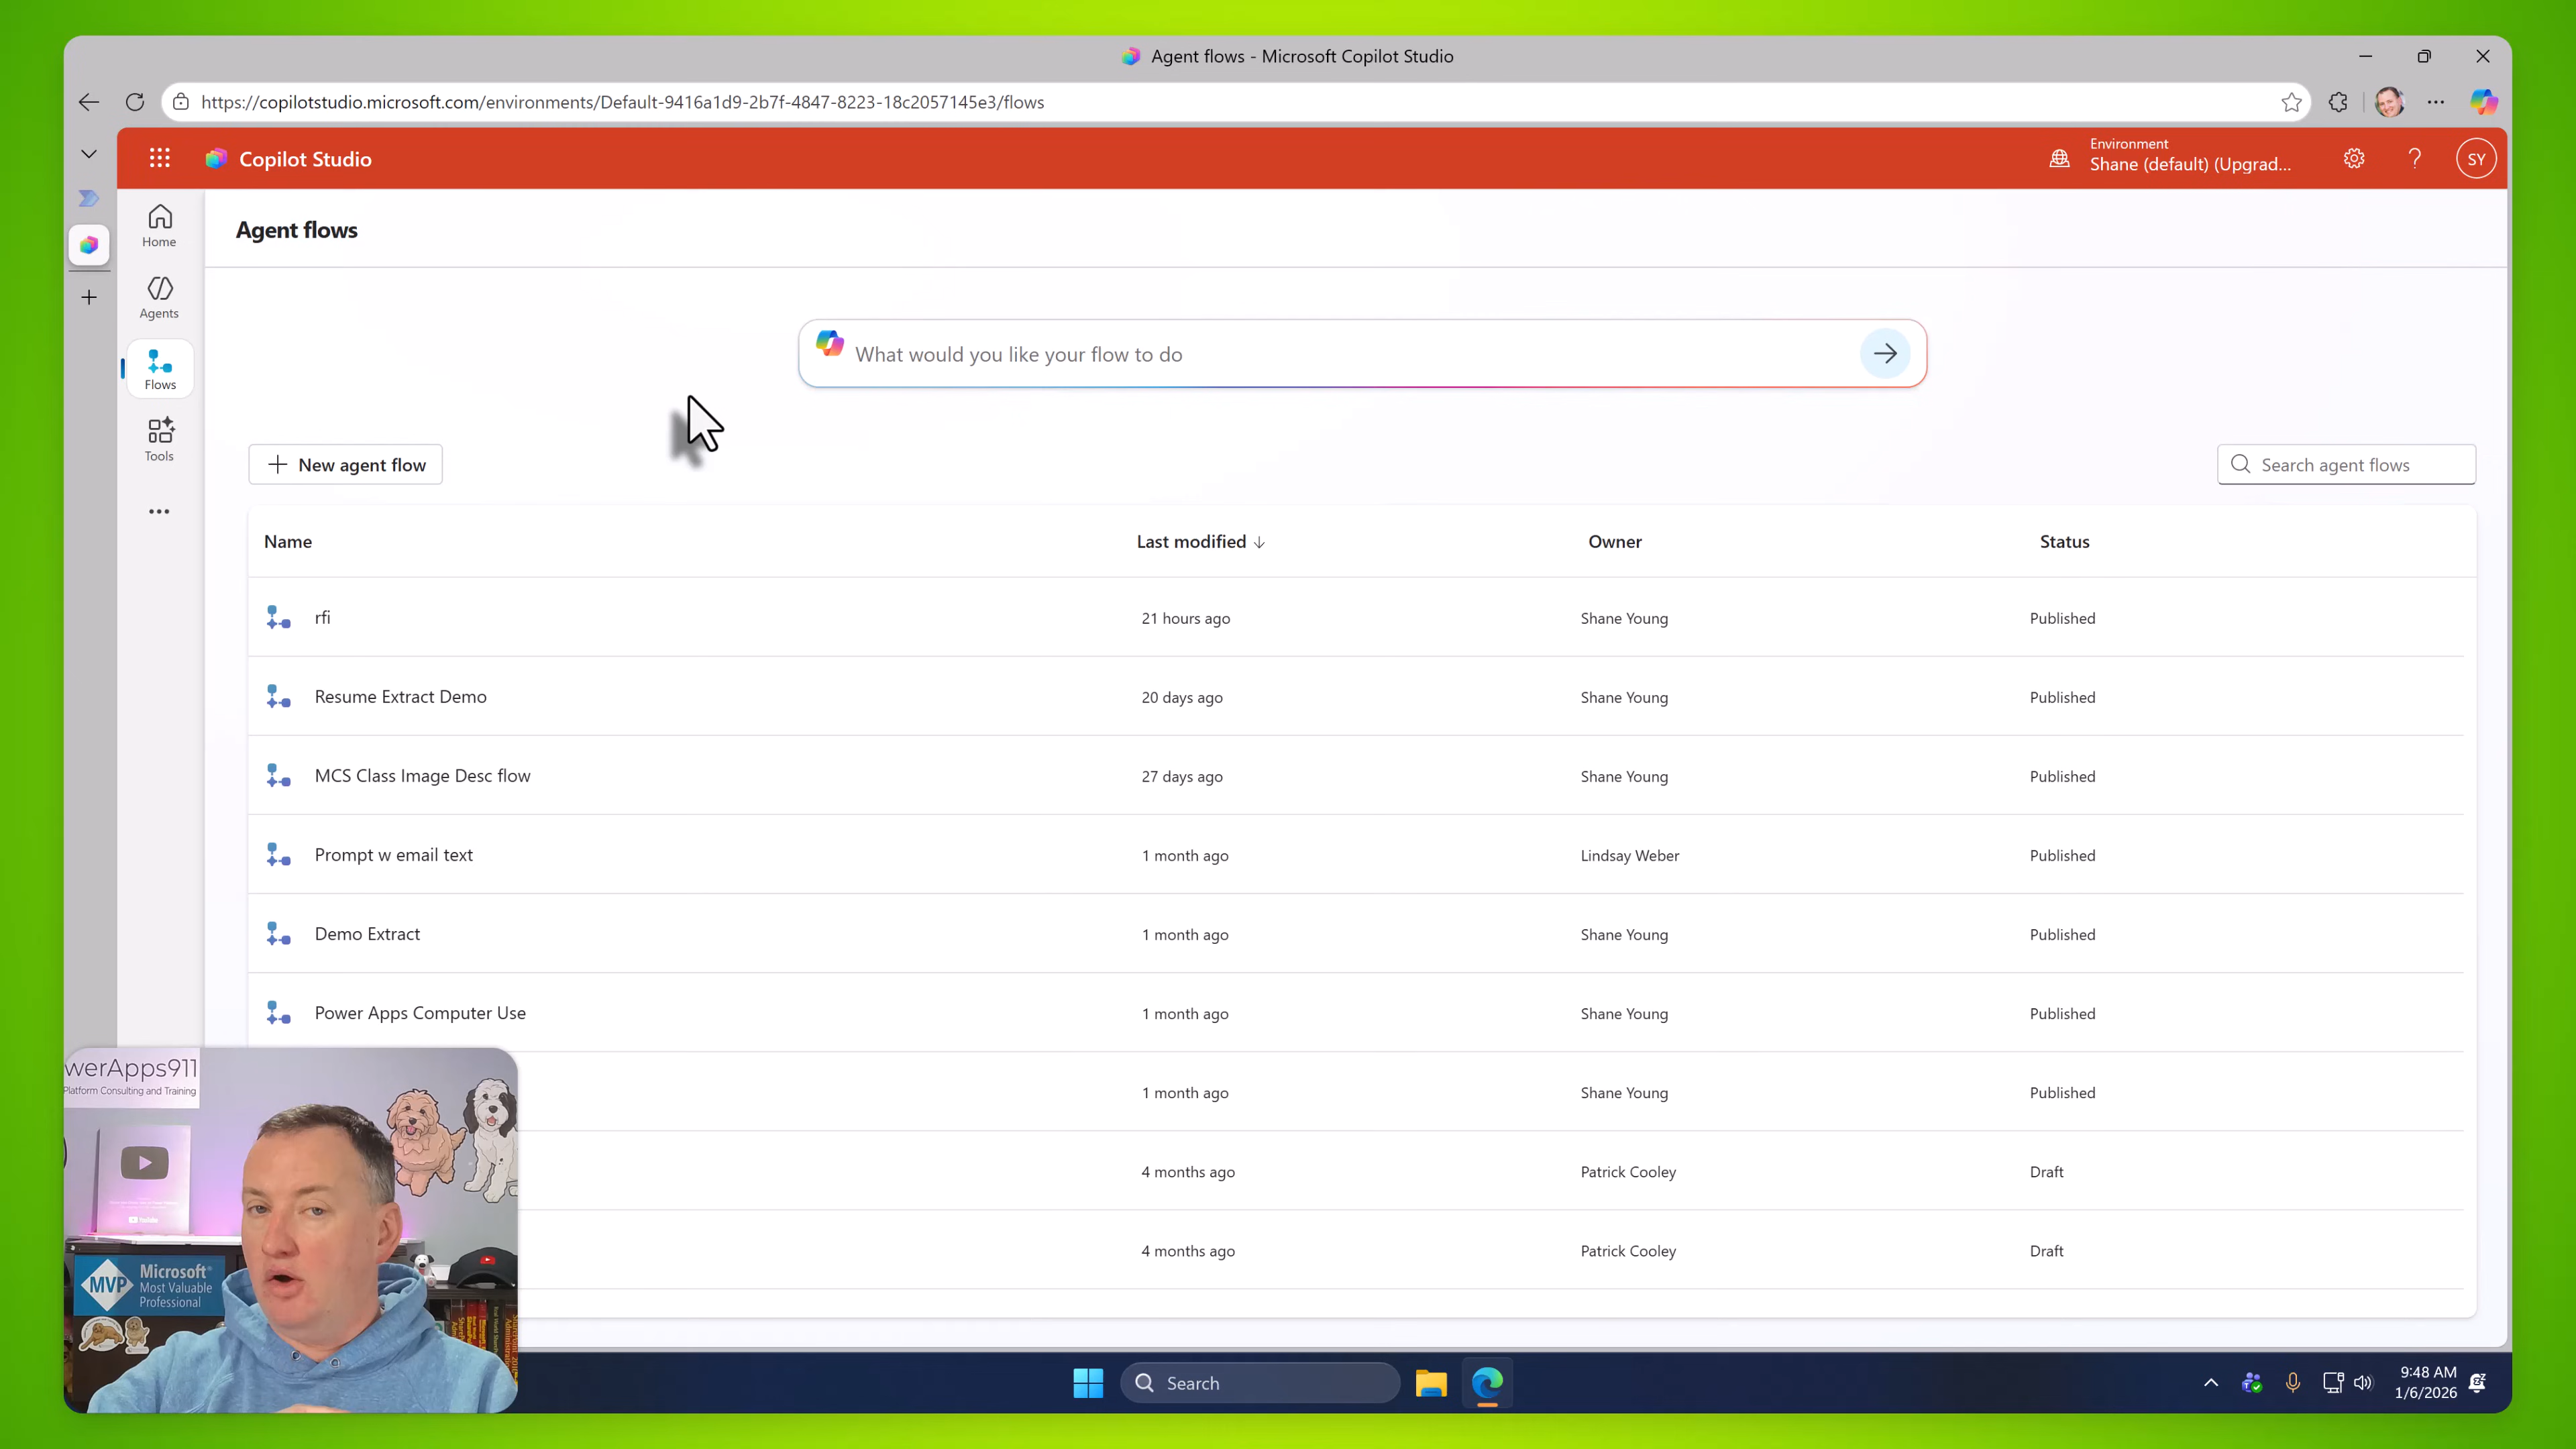 Agent flows - Microsoft Copilot Studio
https://copilotstudio.microsoft.com/environments/Default-9416a1d9-2b7f-4847-8223-18c2057145e3/flows
Copilot Studio
Environment
Shane (default) (Upgrad...
SY
Home
Agents
Flows
Tools
Agent flows
What would you like your flow to do
New agent flow
Search agent flows
Name Last modified Owner Status
rfi 21 hours ago Shane Young Published
Resume Extract Demo 20 days ago Shane Young Published
MCS Class Image Desc flow 27 days ago Shane Young Published
Prompt w email text 1 month ago Lindsay Weber Published
Demo Extract 1 month ago Shane Young Published
Power Apps Computer Use 1 month ago Shane Young Published
1 month ago Shane Young Published
4 months ago Patrick Cooley Draft
4 months ago Patrick Cooley Draft
werApps911
Platform Consulting and Training
YouTube
MVP
Microsoft®
Most Valuable
Professional
Search
9:48 AM
1/6/2026